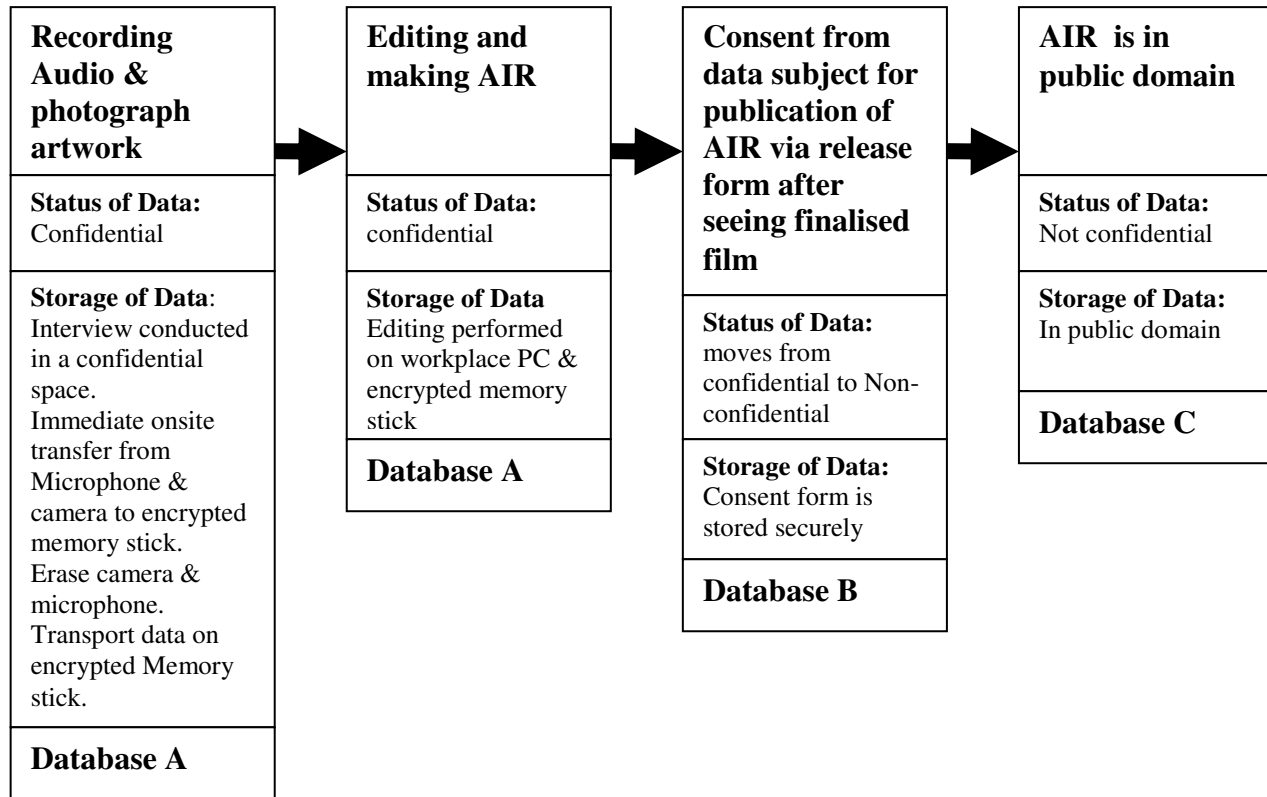 Recording
Audio &
photograph
artwork
Status of Data:
Confidential
Storage of Data:
Interview conducted
in a confidential
space.
Immediate onsite
transfer from
Microphone &
camera to encrypted
memory stick.
Erase camera &
microphone.
Transport data on
encrypted Memory
stick.
Database A
Editing and
making AIR
Status of Data:
confidential
Storage of Data
Editing performed
on workplace PC &
encrypted memory
stick
Database A
Consent from
data subject for
publication of
AIR via release
form after
seeing finalised
film
Status of Data:
moves from
confidential to Non-
confidential
Storage of Data:
Consent form is
stored securely
Database B
AIR is in
public domain
Status of Data:
Not confidential
Storage of Data:
In public domain
Database C